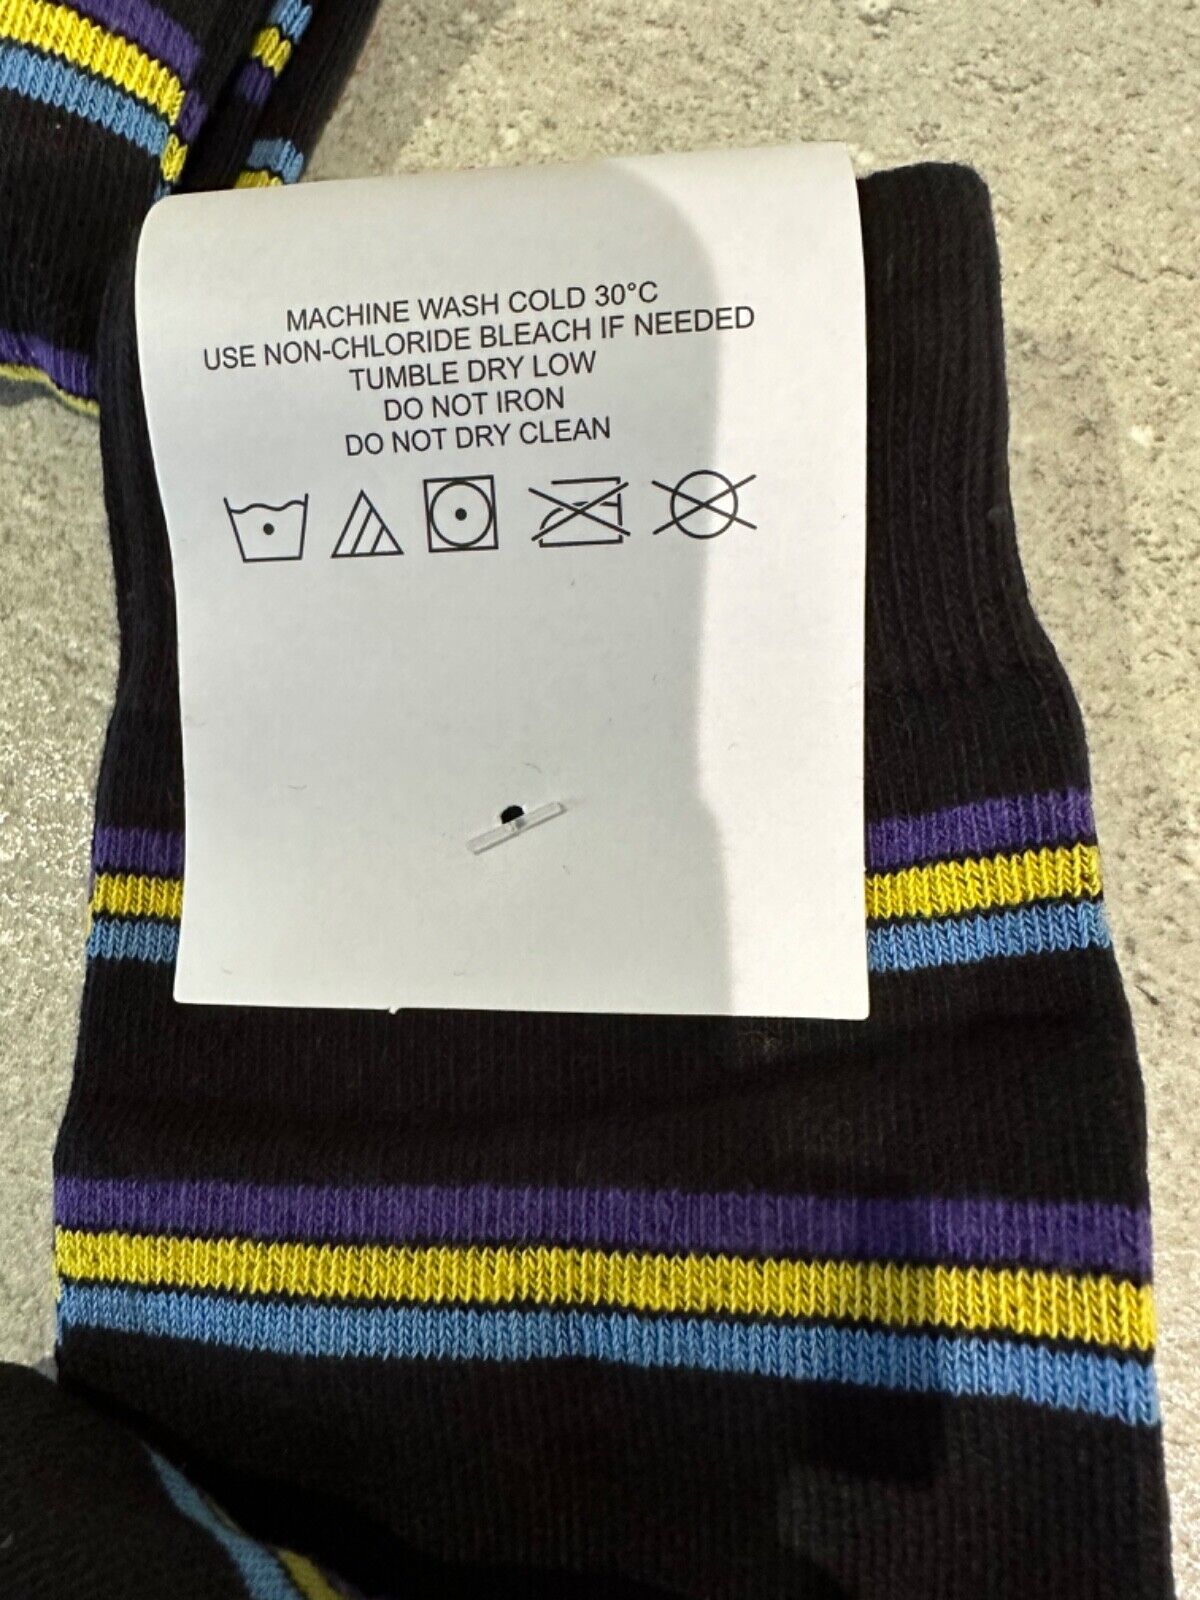 MACHINE WASH COLD 30°C
USE NON-CHLORIDE BLEACH IF NEEDED
TUMBLE DRY LOW
DO NOT IRON
DO NOT DRY CLEAN